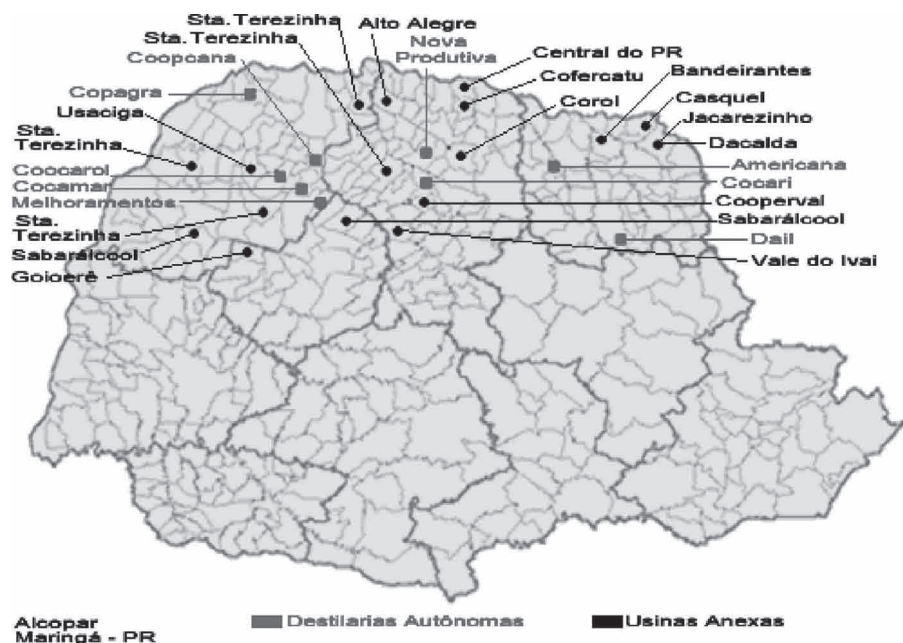 Sta. Terezinha
Alto Alegre
Sta. Terezinha
Nova
Produtiva
Coopcana
Central do PR
Cofercatu
Bandeirantes
Copagra
Usaciga
Corol
Casquel
Jacarezinho
Sta.
Terezinha
Dacalda
Coocarol
Americana
Cocamar
Cocari
Melhoramentos
Cooperval
Sta.
Terezinha
Sabarálcool
Sabarálcool
Dail
Goioerê
Vale do Ivai
Alcopar
Maringá - PR
Destilarias Autônomas
Usinas Anexas